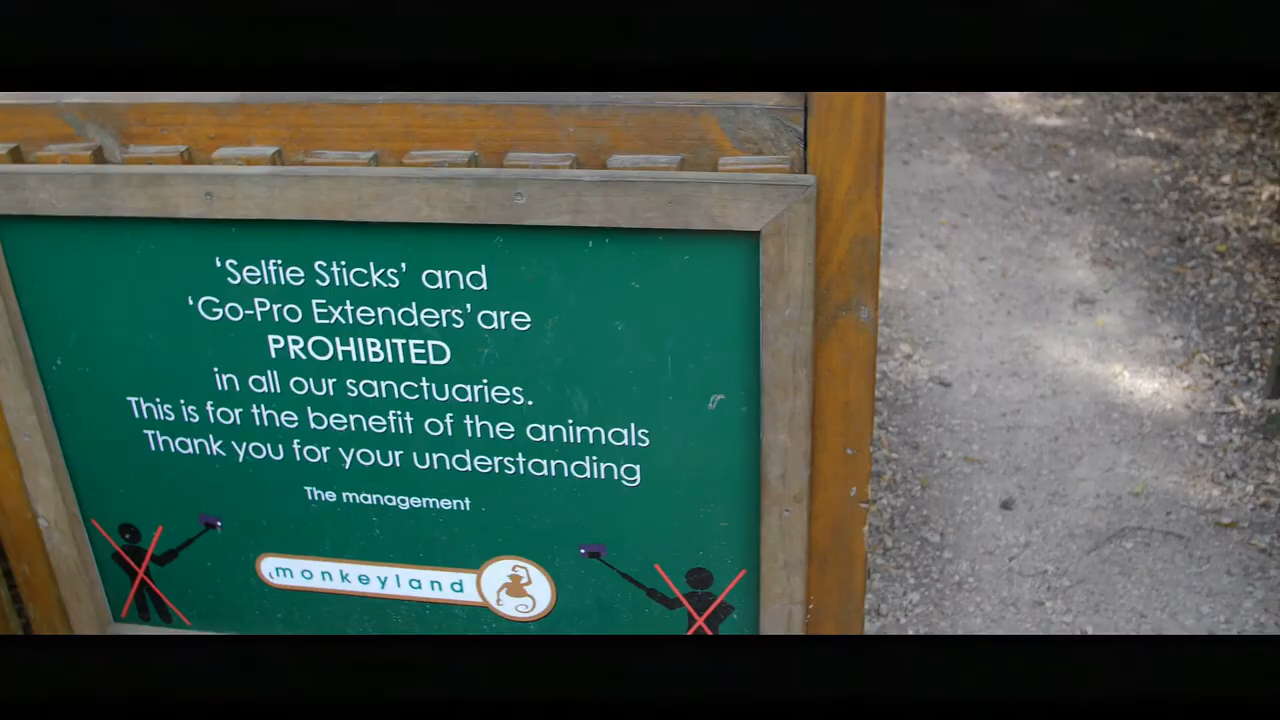 'Selfie Sticks' and
'Go-Pro Extenders' are
PROHIBITED
in all our sanctuaries.
This is for the benefit of the animals
Thank you for your understanding
The management
monkeyland